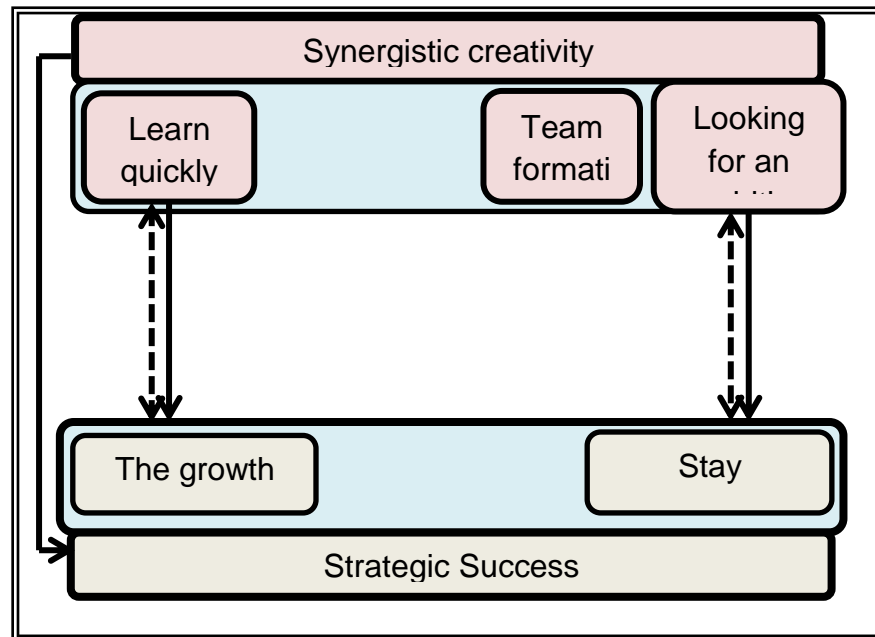 Synergistic creativity
Learn
quickly
Team
formati
Looking
for an
The growth
Stay
Strategic Success